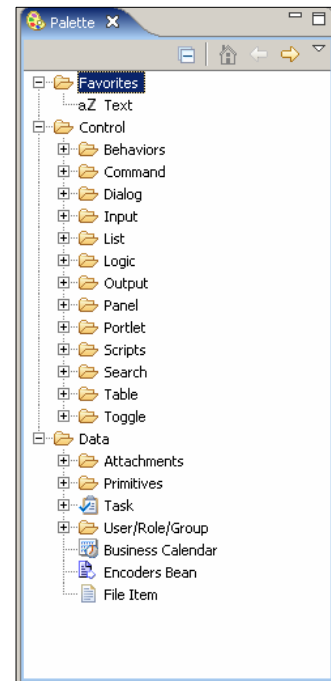 Palette
Favorites
aZ Text
Control
Behaviors
Command
Dialog
Input
List
Logic
Output
Panel
Portlet
Scripts
Search
Table
Toggle
Data
Attachments
Primitives
Task
User/Role/Group
Business Calendar
Encoders Bean
File Item